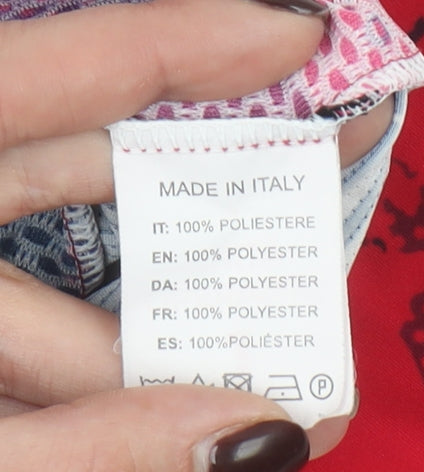 MADE IN ITALY
IT: 100% POLIESTERE
EN: 100% POLYESTER
DA: 100% POLYESTER
FR: 100% POLYESTER
ES: 100%POLIÉSTER
P